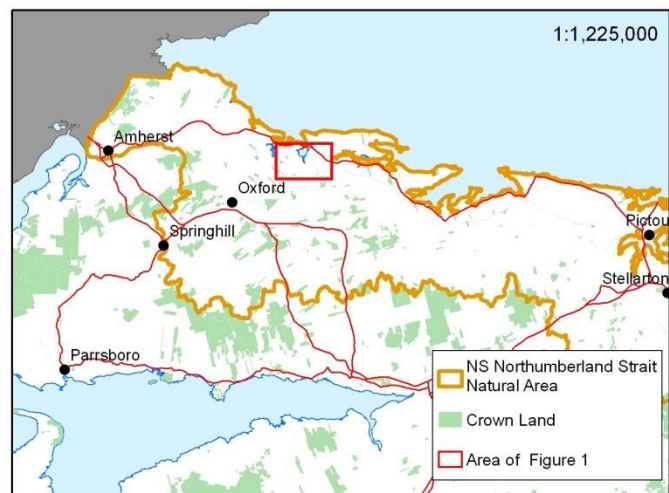 1:1,225,000
Amherst
Oxford
Springhill
Pictou
Stellarton
Parrsboro
NS Northumberland Strait
Natural Area
Crown Land
Area of Figure 1